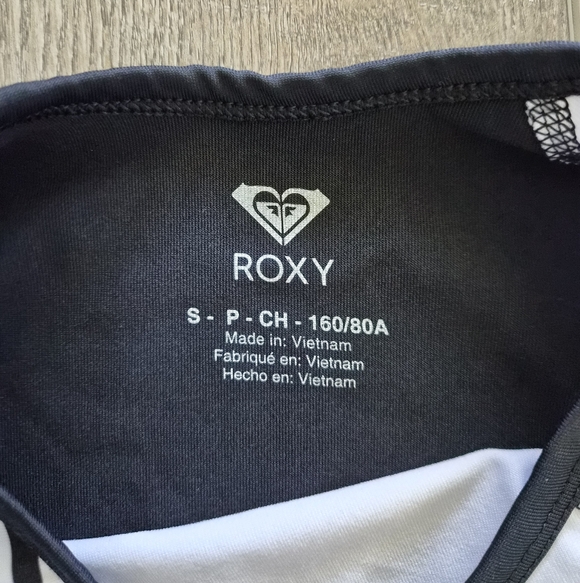 ROXY
S - P - CH - 160/80A
Made in: Vietnam
Fabriqué en: Vietnam
Hecho en: Vietnam